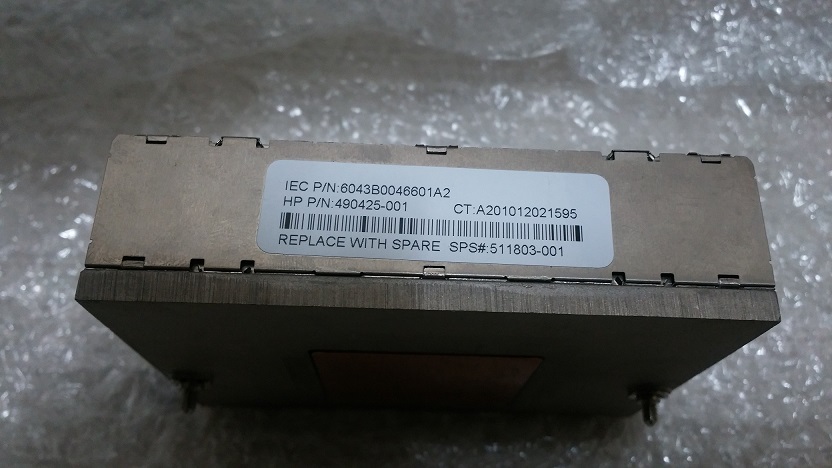 IEC P/N:6043B0046601A2
HP P/N:490425-001 CT:A201012021595
REPLACE WITH SPARE SPS#:511803-001